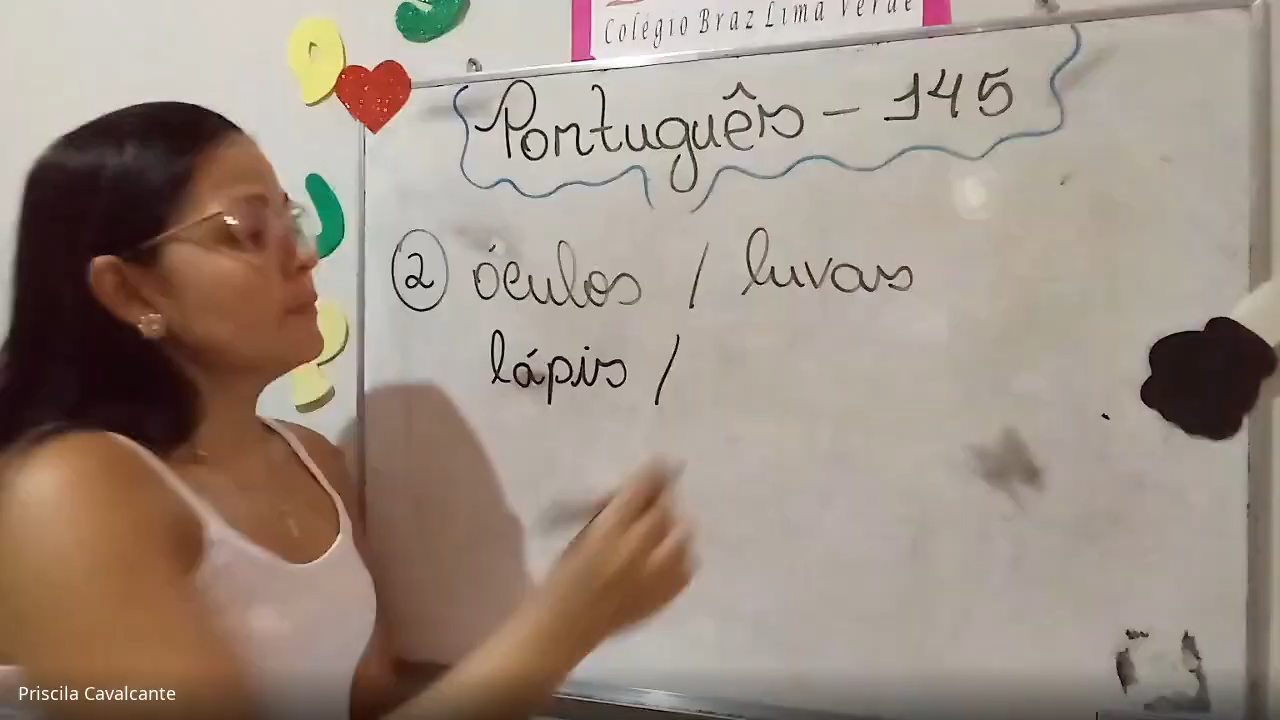 Colégio Braz Lima Verde
Português - 145
② óculos / luvas
lápis /
Priscila Cavalcante